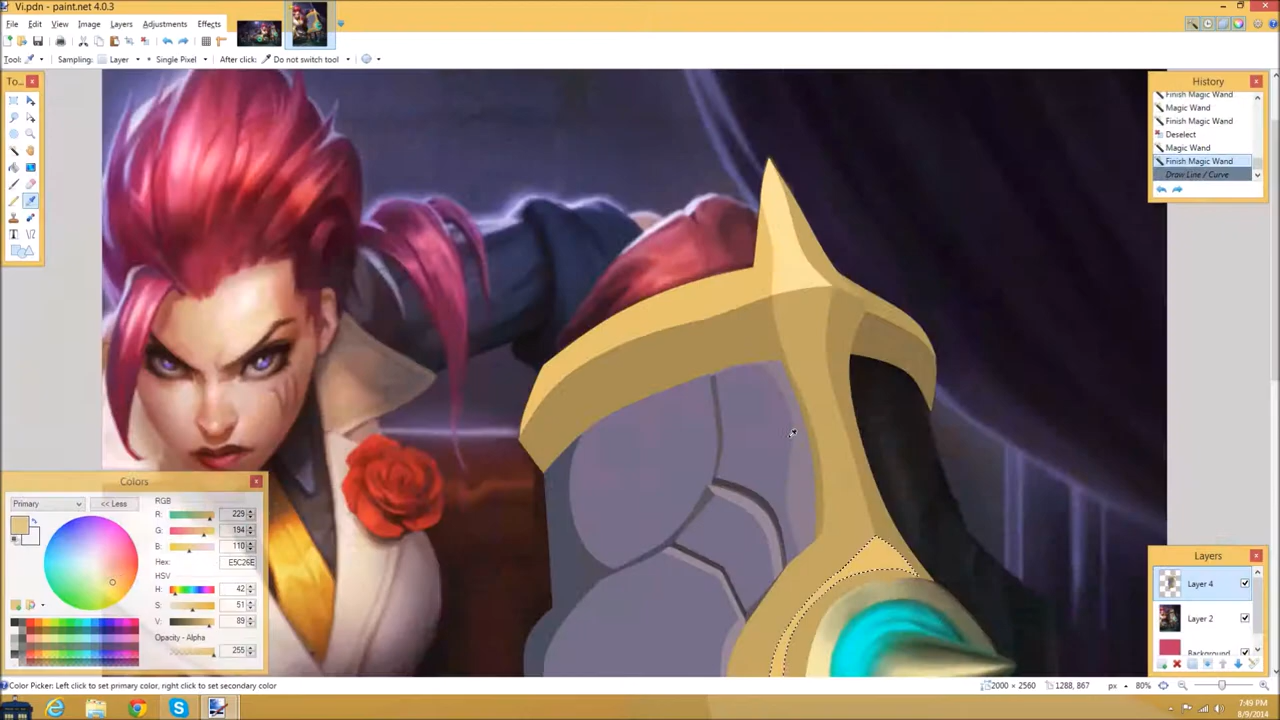 Vi.pdn - paint.net 4.0.3
File Edit View Image Layers Adjustments Effects
Tool: Sampling: Layer Single Pixel After click: Do not switch tool
To...
History
Finish Magic Wand
Magic Wand
Finish Magic Wand
Deselect
Magic Wand
Finish Magic Wand
Draw Line / Curve
Colors
Primary
<< Less
RGB
R: 229
G: 194
B: 110
Hex: E5C26E
HSV
H: 42
S: 51
V: 89
Opacity - Alpha
255
Layers
Layer 4
Layer 2
Background
Color Picker: Left click to set primary color, right click to set secondary color
2000 × 2560
1288, 867
px
80%
7:49 PM
8/9/2014